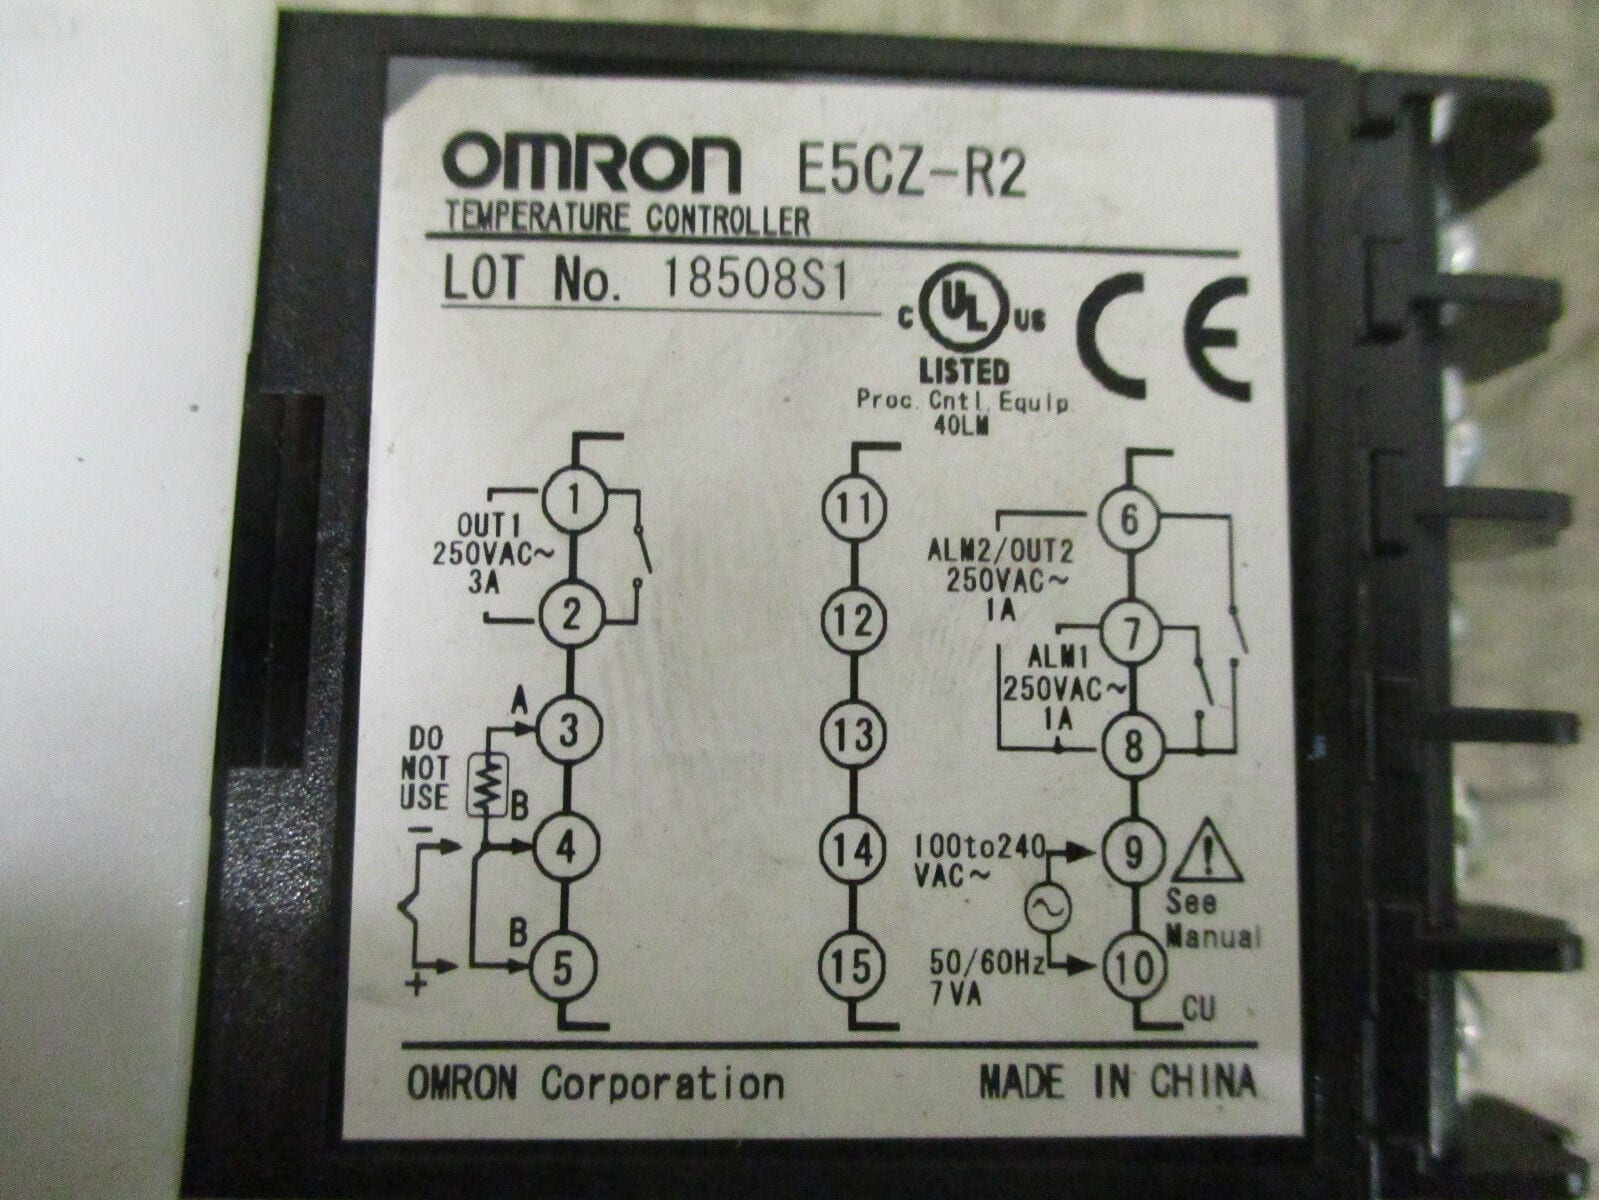 OMRON E5CZ-R2
TEMPERATURE CONTROLLER
LOT No. 18508S1
C UL US
LISTED
Proc. Cntl. Equip.
40LM
CE
1
OUT1
250VAC~
3A
2
A
3
DO
NOT
USE
B
−
4
B
5
+
11
12
13
14
15
6
ALM2/OUT2
250VAC~
1A
7
ALM1
250VAC~
1A
8
100to240
VAC~
9
!
See
Manual
~
50/60Hz
7VA
10
CU
OMRON Corporation
MADE IN CHINA